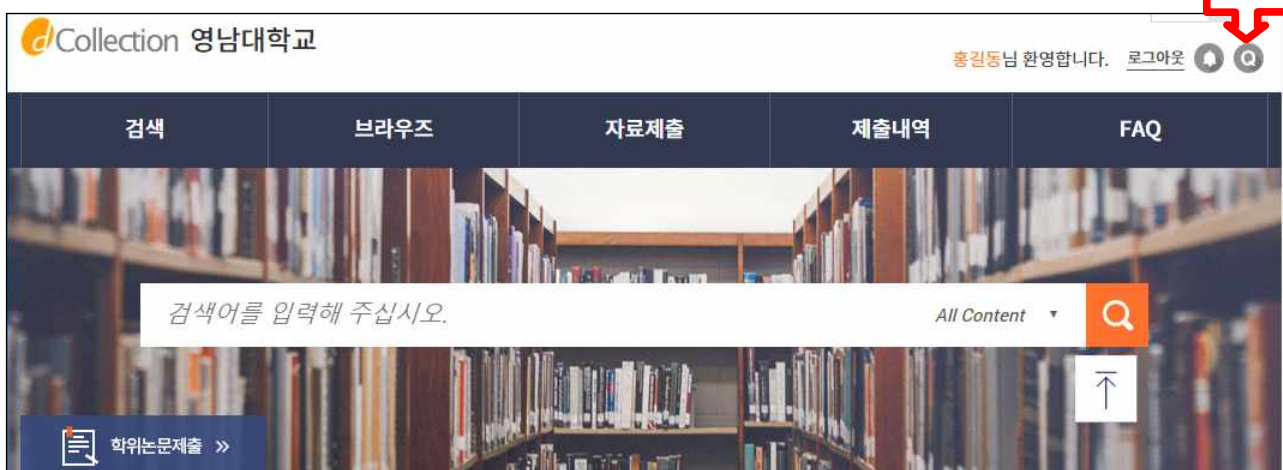 dCollection 영남대학교
홍길동님 환영합니다. 로그아웃 Q
검색 브라우즈 자료제출 제출내역 FAQ
검색어를 입력해 주십시오. All Content
학위논문제출 »